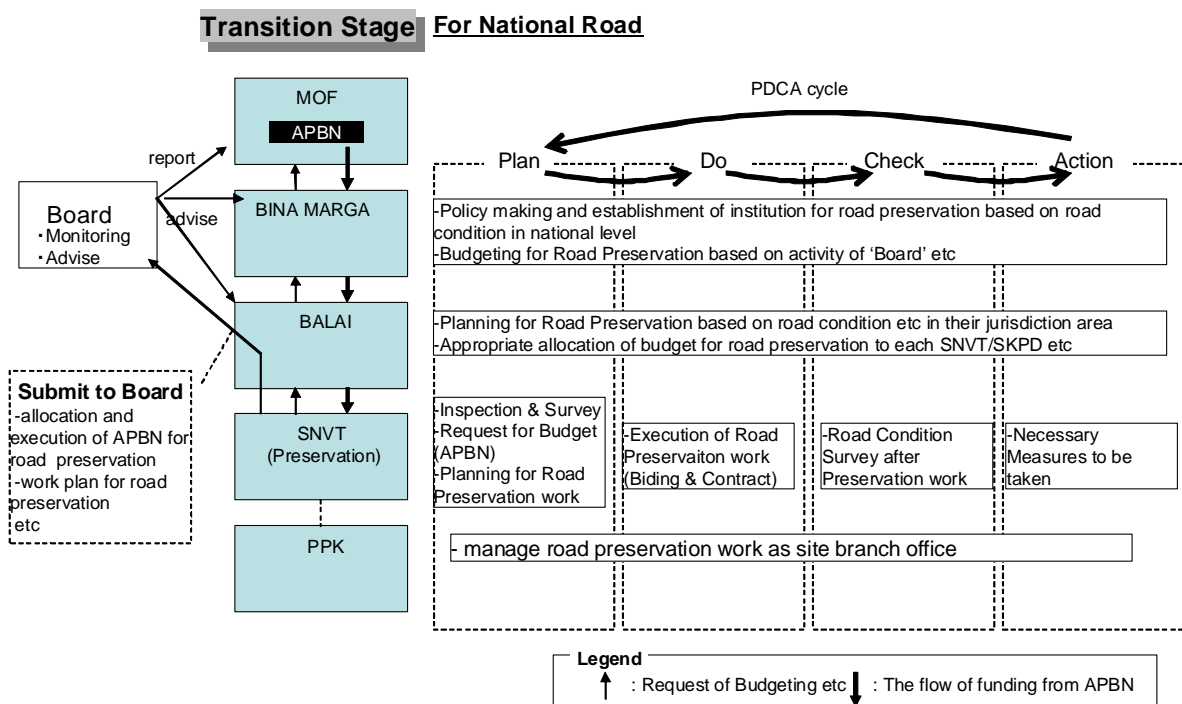 Transition Stage
For National Road
PDCA cycle
MOF
APBN
report
advise
Board
・Monitoring
・Advise
BINA MARGA
BALAI
SNVT
(Preservation)
PPK
Submit to Board
-allocation and
execution of APBN for
road preservation
-work plan for road
preservation
etc
Plan
Do
Check
Action
-Policy making and establishment of institution for road preservation based on road
condition in national level
-Budgeting for Road Preservation based on activity of ‘Board’ etc
-Planning for Road Preservation based on road condition etc in their jurisdiction area
-Appropriate allocation of budget for road preservation to each SNVT/SKPD etc
-Inspection & Survey
-Request for Budget
(APBN)
-Planning for Road
Preservation work
-Execution of Road
Preservaiton work
(Biding & Contract)
-Road Condition
Survey after
Preservation work
-Necessary
Measures to be
taken
- manage road preservation work as site branch office
Legend
: Request of Budgeting etc
: The flow of funding from APBN